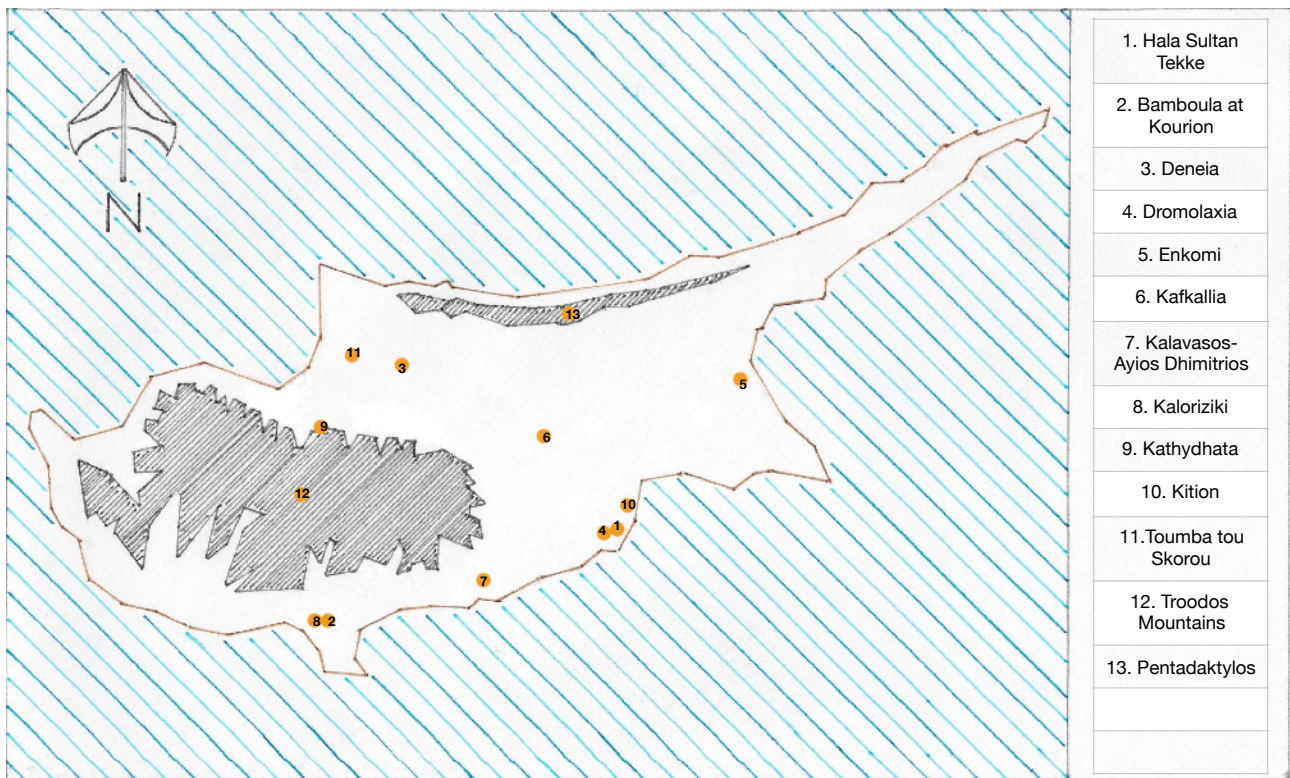 N
13
11
3
5
9
6
12
10
4 1
7
8 2
1. Hala Sultan
Tekke
2. Bamboula at
Kourion
3. Deneia
4. Dromolaxia
5. Enkomi
6. Kafkallia
7. Kalavasos-
Ayios Dhimitrios
8. Kaloriziki
9. Kathydhata
10. Kition
11.Toumba tou
Skorou
12. Troodos
Mountains
13. Pentadaktylos